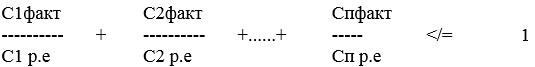 С1факт С2факт Спфакт
---------- + ---------- +......+ ----- </= 1
С1 р.е С2 р.е Сп р.е